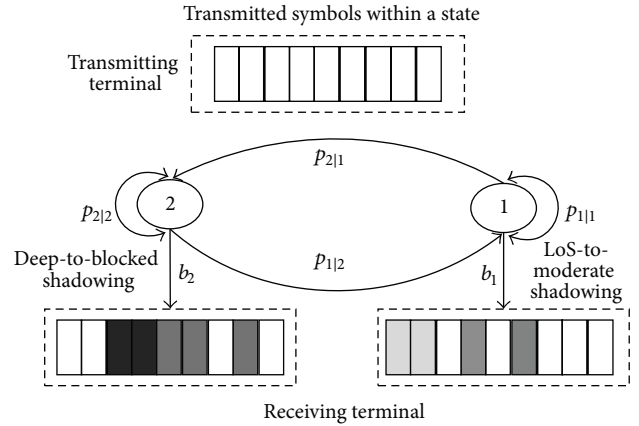 Transmitted symbols within a state
Transmitting
terminal
p2|1
2
1
p2|2
p1|1
Deep-to-blocked
shadowing
b2
p1|2
b1
LoS-to-
moderate
shadowing
Receiving terminal